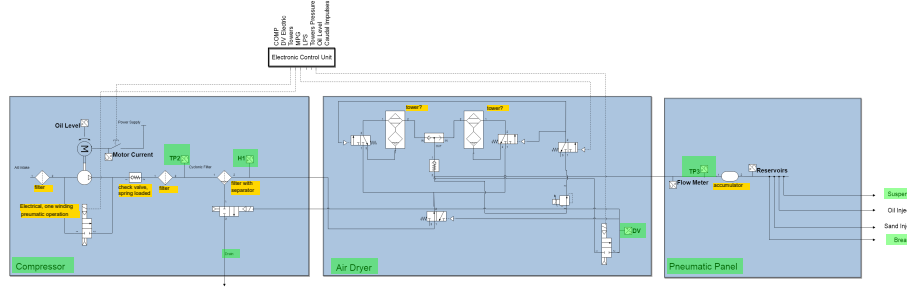 COMP
DV Electric
Towers
MPG
LPS
Towers Pressure
Oil Level
Caudal Impulses
Electronic Control Unit
Oil Level
Power Supply
Motor Current
Air Intake
filter
TP2
Cyclonic Filter
H1
check valve,
spring loaded
filter
filter with
separator
Electrical, one winding
pneumatic operation
Drain
Compressor
tower?
tower?
DV
Air Dryer
TP3
Reservoirs
Flow Meter
accumulator
Pneumatic Panel
Suspen
Oil Inje
Sand Inj
Brea